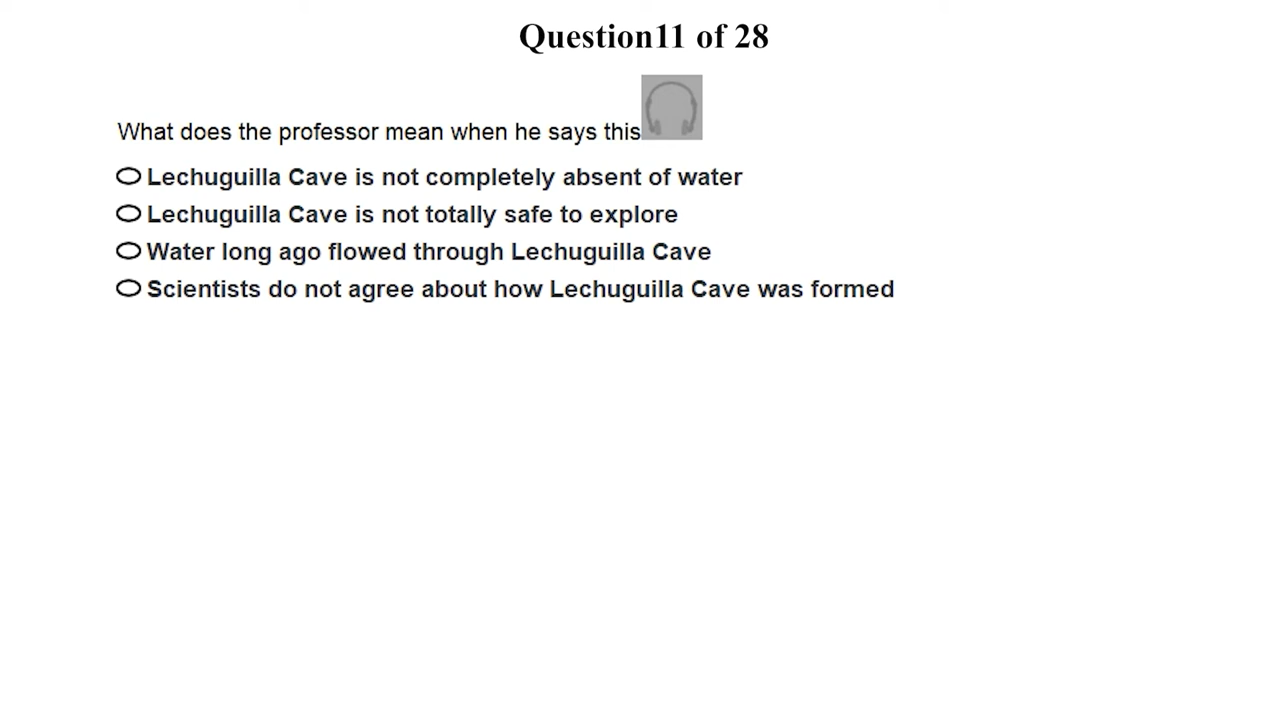 Question11 of 28
What does the professor mean when he says this
Lechuguilla Cave is not completely absent of water
Lechuguilla Cave is not totally safe to explore
Water long ago flowed through Lechuguilla Cave
Scientists do not agree about how Lechuguilla Cave was formed